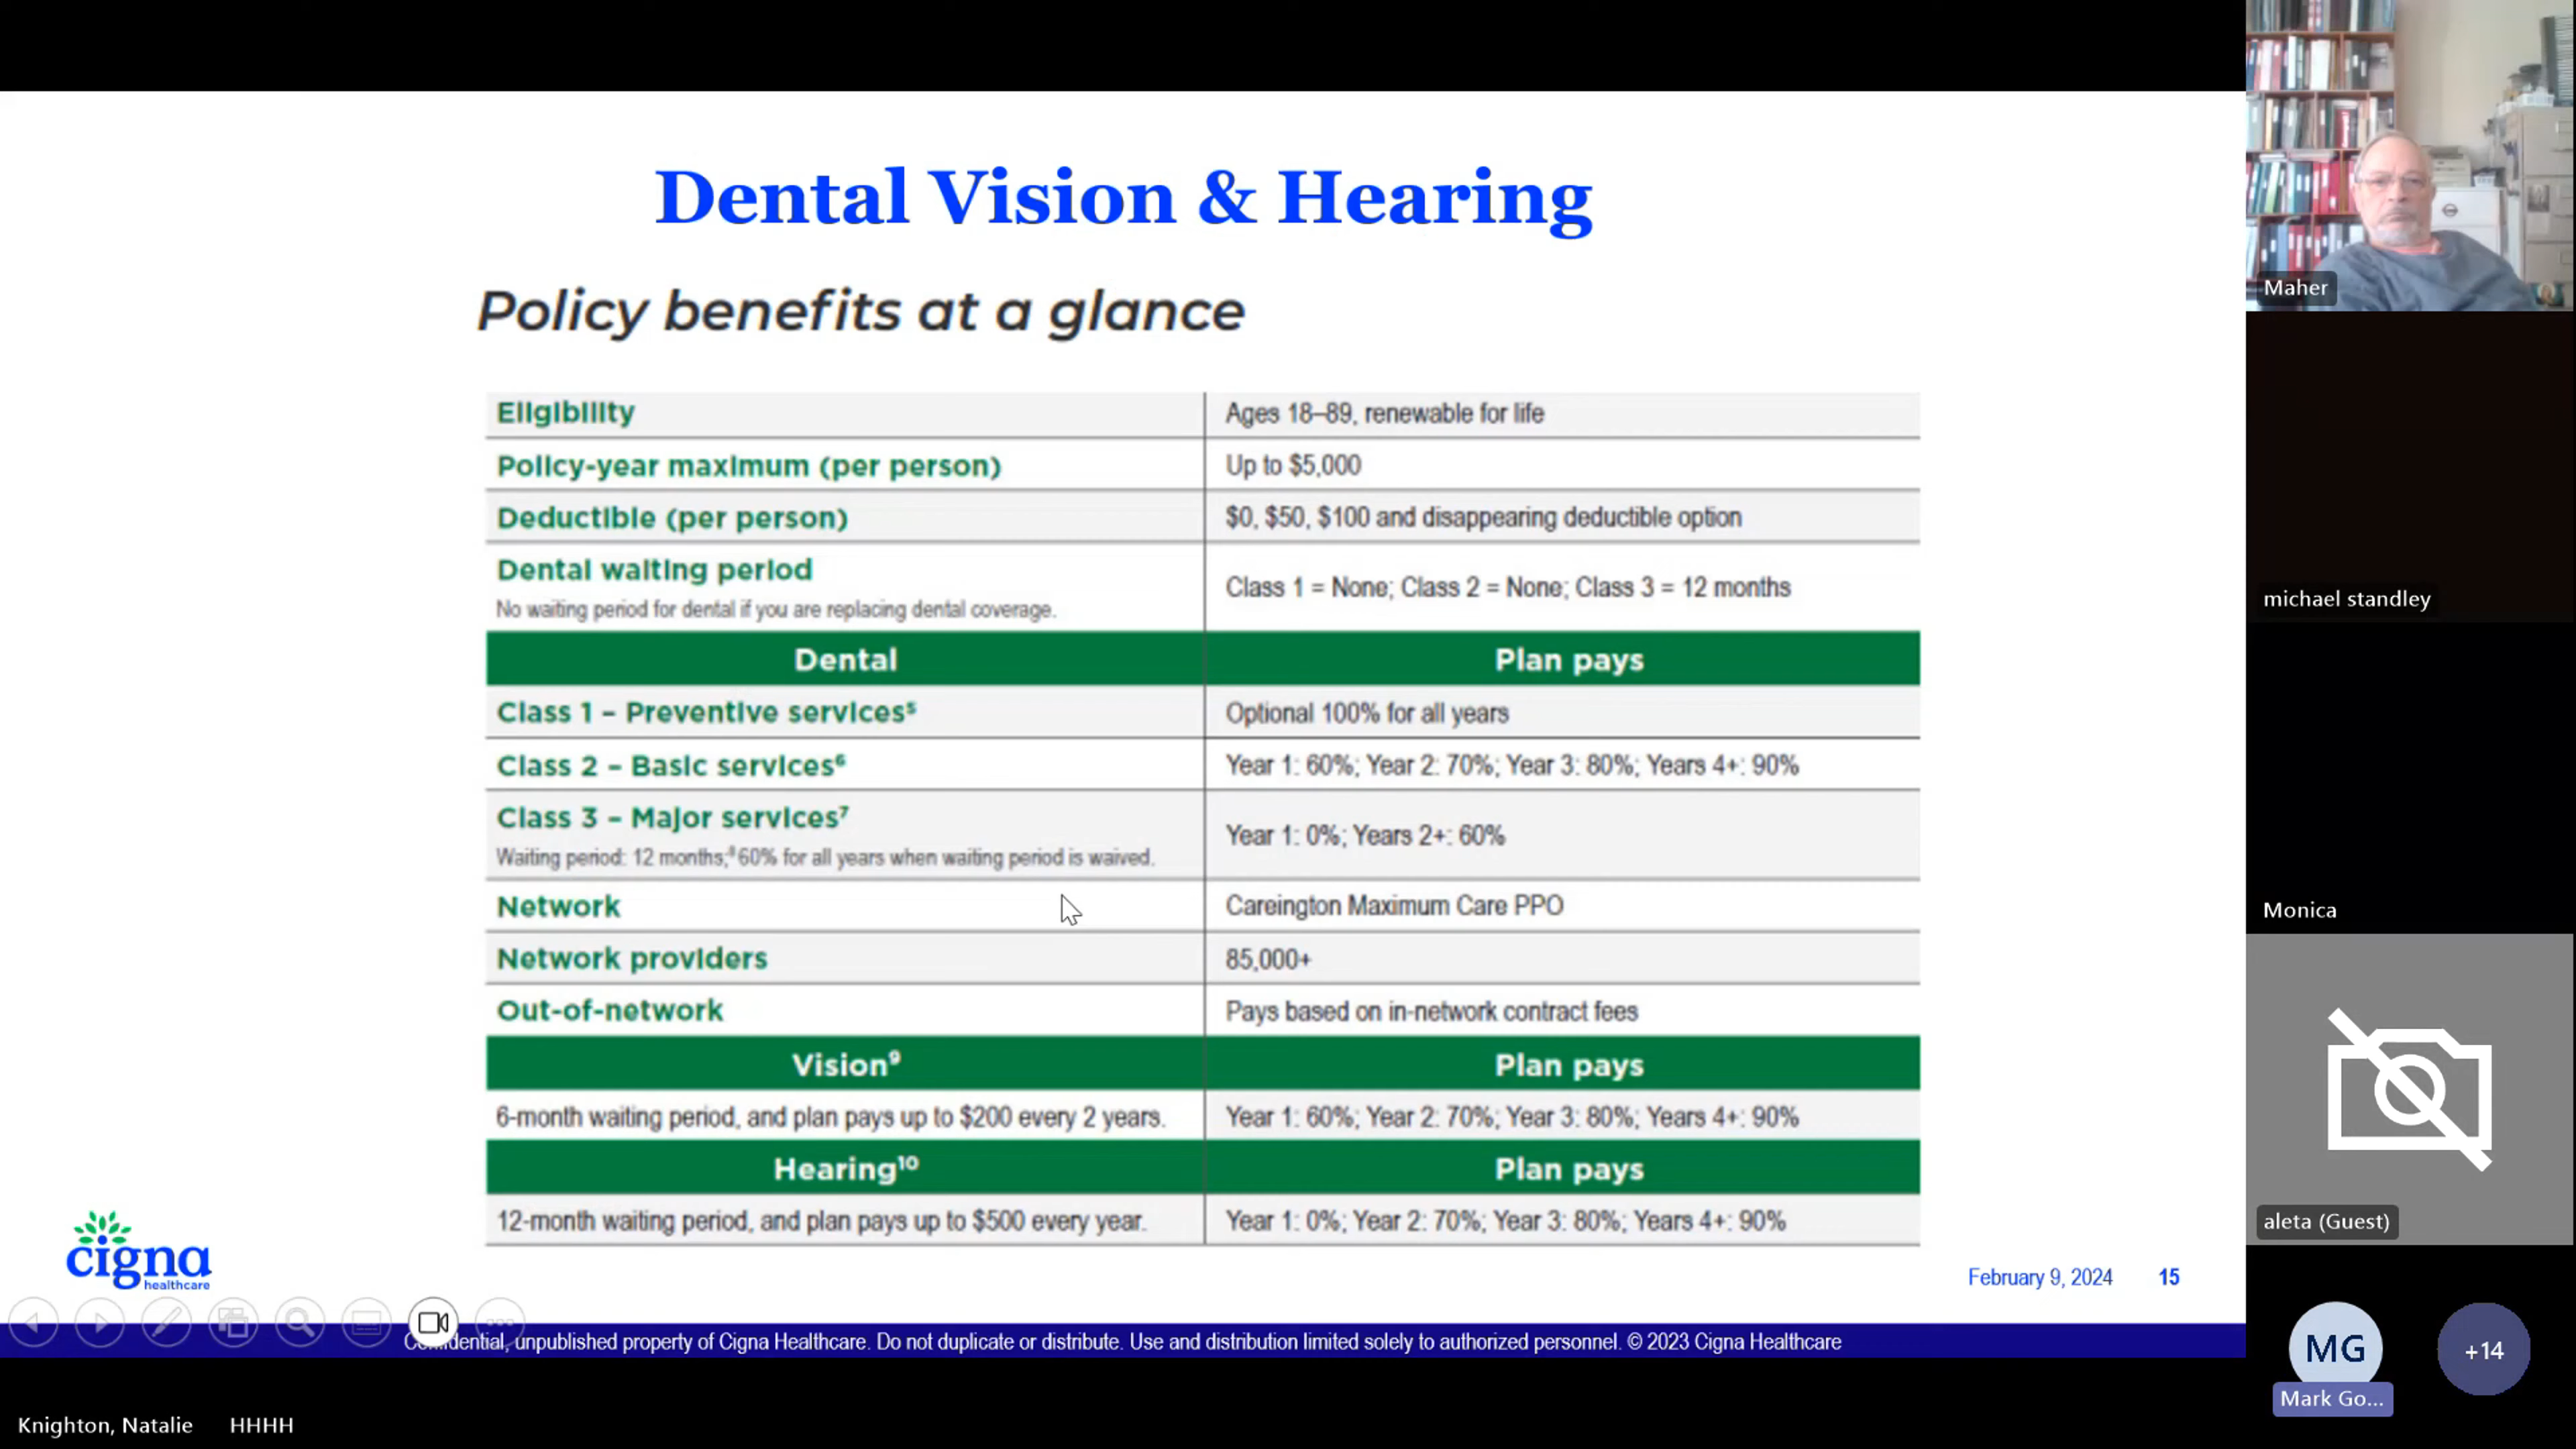 Dental Vision & Hearing
Policy benefits at a glance
Eligibility
Ages 18–89, renewable for life
Policy-year maximum (per person)
Up to $5,000
Deductible (per person)
$0, $50, $100 and disappearing deductible option
Dental waiting period
No waiting period for dental if you are replacing dental coverage.
Class 1 = None; Class 2 = None; Class 3 = 12 months
Dental
Plan pays
Class 1 – Preventive services⁵
Optional 100% for all years
Class 2 – Basic services⁶
Year 1: 60%; Year 2: 70%; Year 3: 80%; Years 4+: 90%
Class 3 – Major services⁷
Waiting period: 12 months;⁸ 60% for all years when waiting period is waived.
Year 1: 0%; Years 2+: 60%
Network
Careington Maximum Care PPO
Network providers
85,000+
Out-of-network
Pays based on in-network contract fees
Vision⁹
Plan pays
6-month waiting period, and plan pays up to $200 every 2 years.
Year 1: 60%; Year 2: 70%; Year 3: 80%; Years 4+: 90%
Hearing¹⁰
Plan pays
12-month waiting period, and plan pays up to $500 every year.
Year 1: 0%; Year 2: 70%; Year 3: 80%; Years 4+: 90%
cigna
healthcare
February 9, 2024 15
Confidential, unpublished property of Cigna Healthcare. Do not duplicate or distribute. Use and distribution limited solely to authorized personnel. © 2023 Cigna Healthcare
Knighton, Natalie HHHH
Maher
michael standley
Monica
aleta (Guest)
MG
+14
Mark Go...